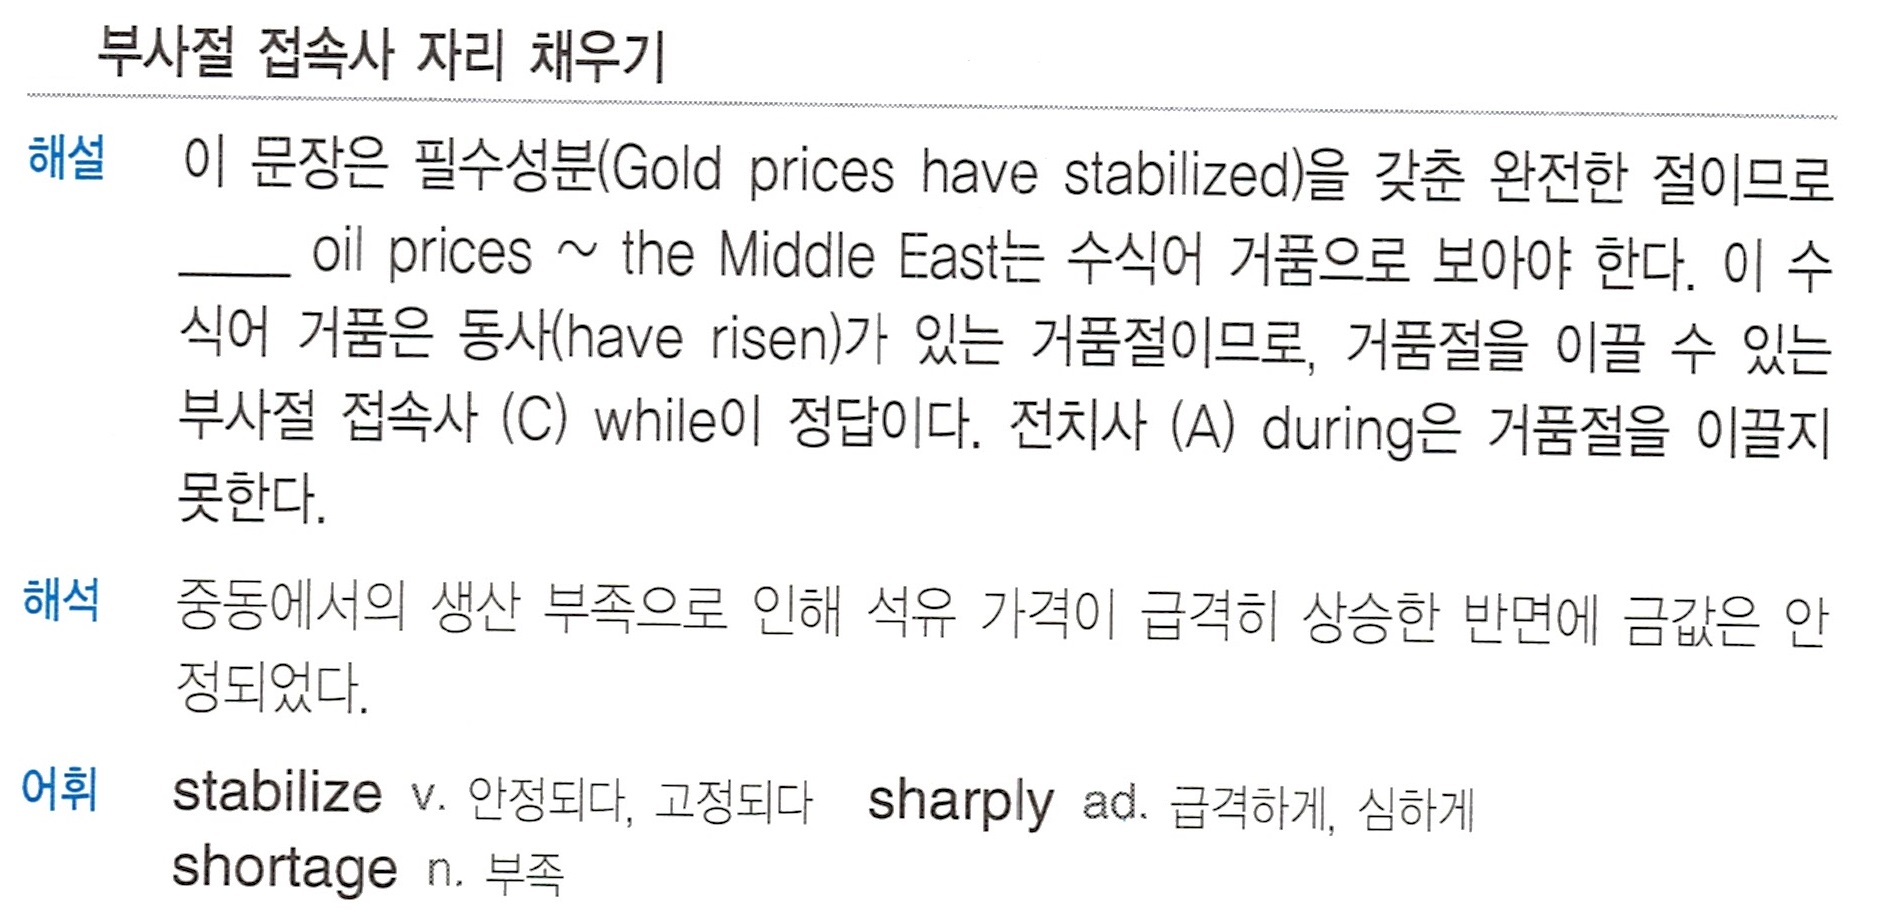 부사절 접속사 자리 채우기
해설 이 문장은 필수성분(Gold prices have stabilized)을 갖춘 완전한 절이므로
____ oil prices ~ the Middle East는 수식어 거품으로 보아야 한다. 이 수
식어 거품은 동사(have risen)가 있는 거품절이므로, 거품절을 이끌 수 있는
부사절 접속사 (C) while이 정답이다. 전치사 (A) during은 거품절을 이끌지
못한다.
해석 중동에서의 생산 부족으로 인해 석유 가격이 급격히 상승한 반면에 금값은 안
정되었다.
어휘 stabilize v. 안정되다, 고정되다 sharply ad. 급격하게, 심하게
shortage n. 부족